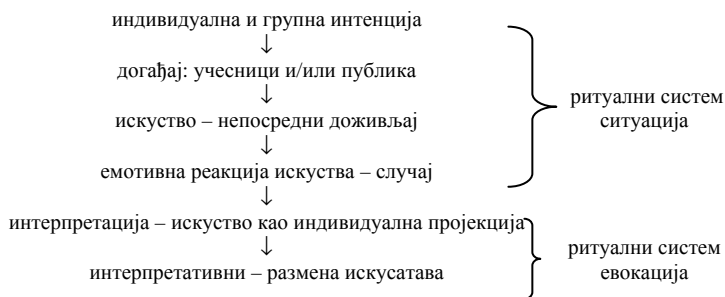 индивидуална и групна интенција
↓
догађај: учесници и/или публика
↓
искуство – непосредни доживљај
↓
емотивна реакција искуства – случај
↓
интерпретација – искуство као индивидуална пројекција
↓
интерпретативни – размена искусатава
ритуални систем
ситуација
ритуални систем
евокација